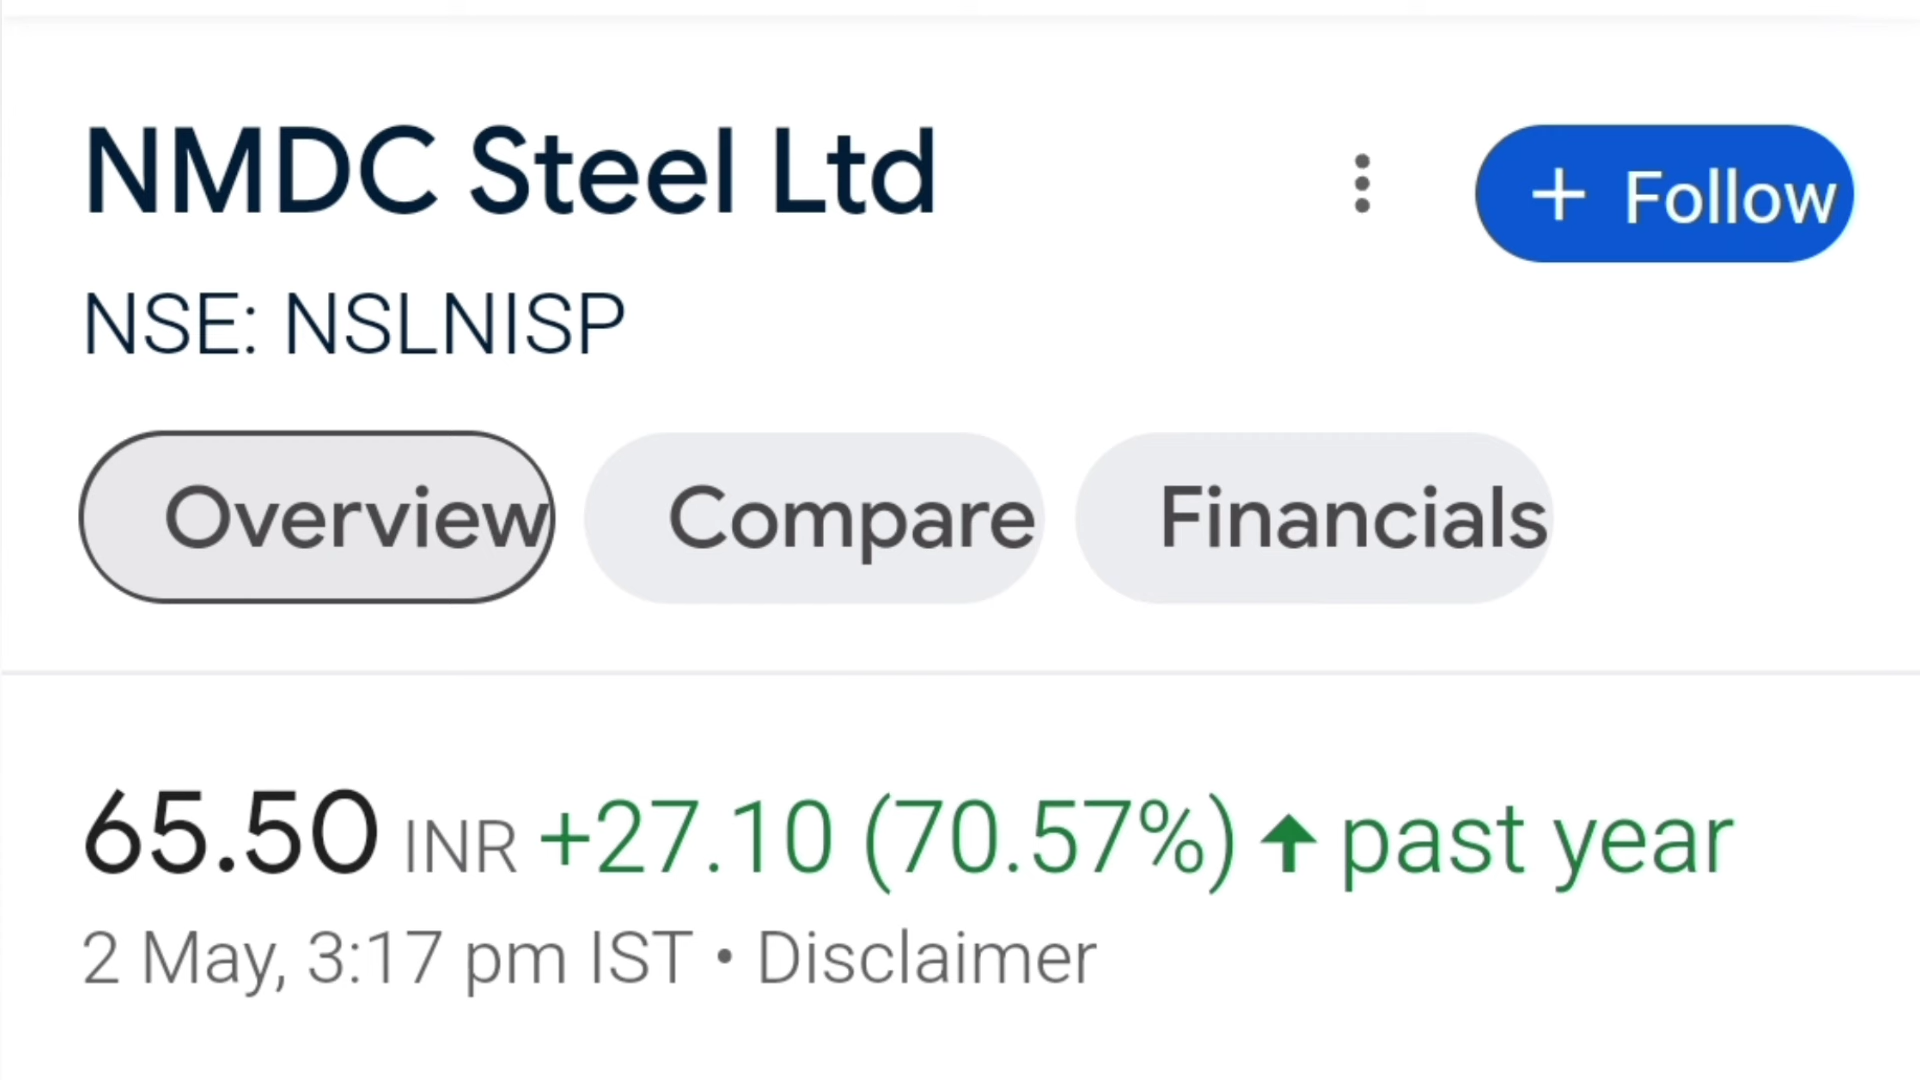 NMDC Steel Ltd
+ Follow
NSE: NSLNISP
Overview Compare Financials
65.50 INR +27.10 (70.57%) ↑ past year
2 May, 3:17 pm IST • Disclaimer